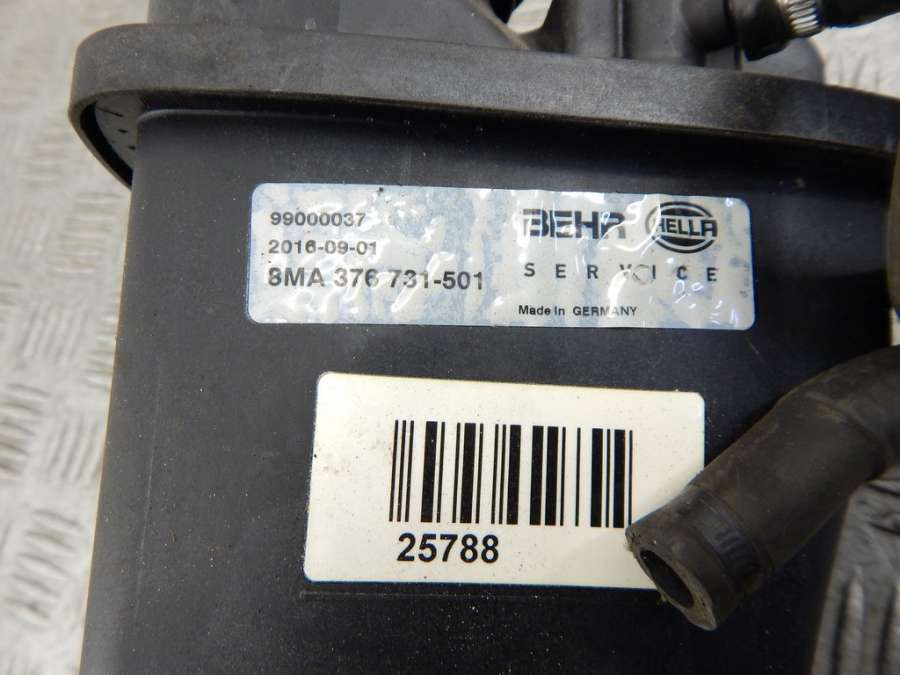 99000037
2016-09-01
8MA 376 731-501
BEHR HELLA
SERVICE
Made In GERMANY
25788